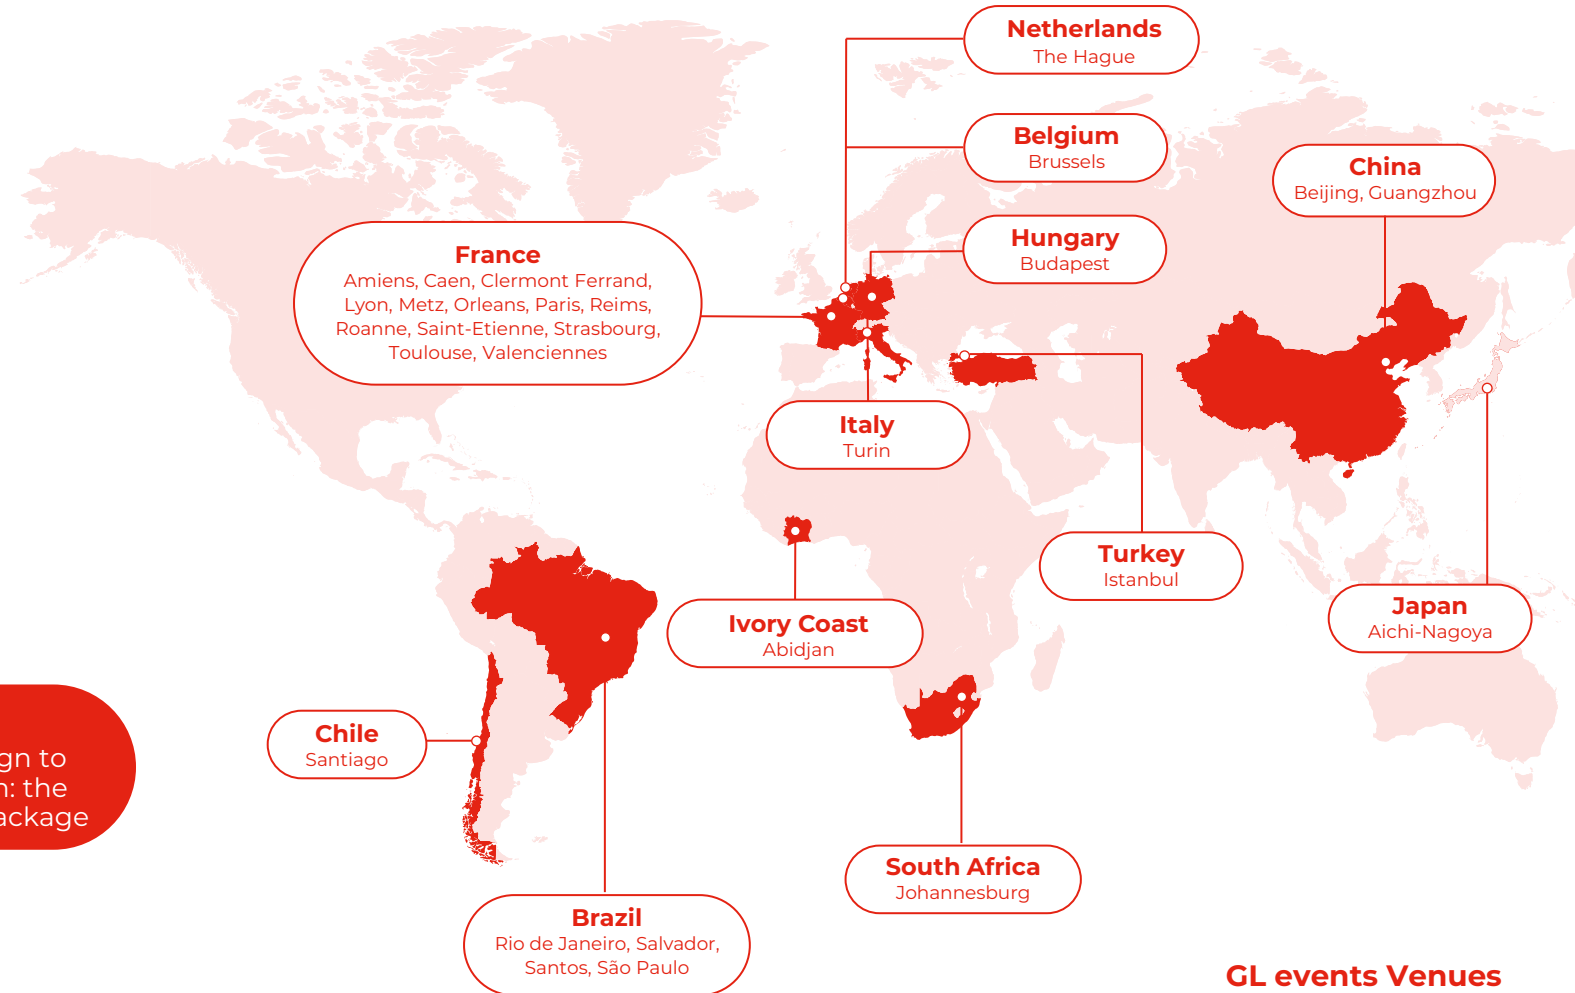 Netherlands
The Hague
Belgium
Brussels
China
Beijing, Guangzhou
Hungary
Budapest
France
Amiens, Caen, Clermont Ferrand,
Lyon, Metz, Orleans, Paris, Reims,
Roanne, Saint-Etienne, Strasbourg,
Toulouse, Valenciennes
Italy
Turin
Turkey
Istanbul
Ivory Coast
Abidjan
Japan
Aichi-Nagoya
Chile
Santiago
to
the
South Africa
Johannesburg
Brazil
Rio de Janeiro, Salvador,
Santos, São Paulo
GL events Venues